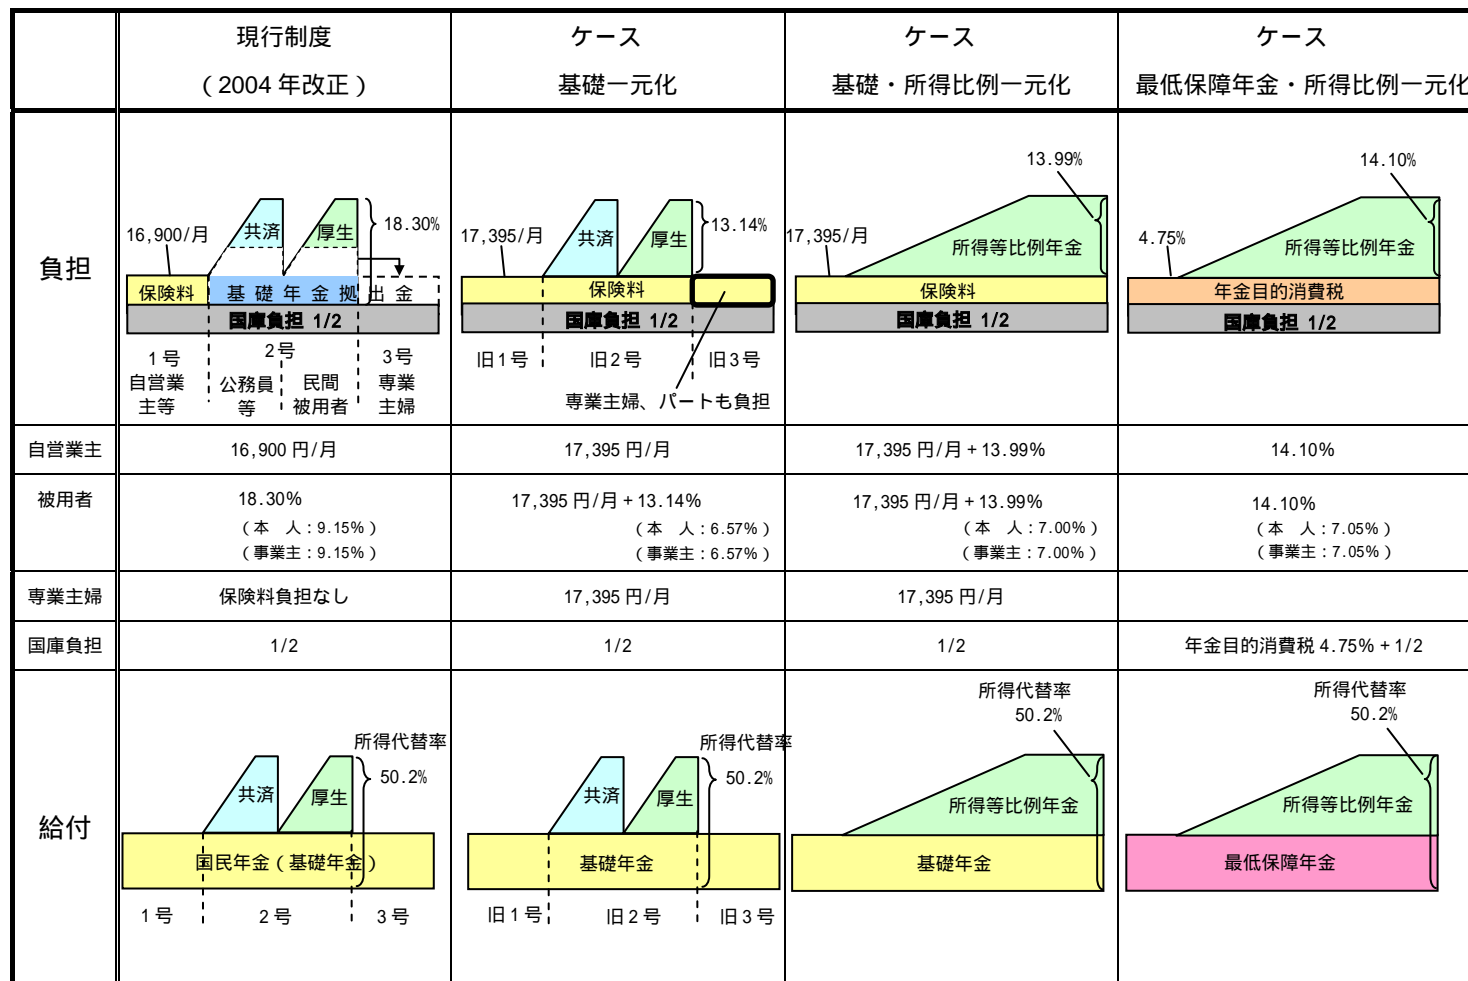 現行制度
（2004年改正）
ケース
基礎一元化
ケース
基礎・所得比例一元化
ケース
最低保障年金・所得比例一元化
負担
16,900/月
共済
厚生
18.30%
保険料
基礎年金拠出金
国庫負担 1/2
1号
自営業
主等
2号
公務員
等
民間
被用者
3号
専業
主婦
17,395/月
共済
厚生
13.14%
保険料
国庫負担 1/2
旧1号
旧2号
旧3号
専業主婦、パートも負担
13.99%
17,395/月
所得等比例年金
保険料
国庫負担 1/2
14.10%
4.75%
所得等比例年金
年金目的消費税
国庫負担 1/2
自営業主
16,900円/月
17,395円/月
17,395円/月+13.99%
14.10%
被用者
18.30%
（本　人：9.15%）
（事業主：9.15%）
17,395円/月+13.14%
（本　人：6.57%）
（事業主：6.57%）
17,395円/月+13.99%
（本　人：7.00%）
（事業主：7.00%）
14.10%
（本　人：7.05%）
（事業主：7.05%）
専業主婦
保険料負担なし
17,395円/月
17,395円/月
国庫負担
1/2
1/2
1/2
年金目的消費税4.75%+1/2
給付
所得代替率
50.2%
共済
厚生
国民年金（基礎年金）
1号
2号
3号
所得代替率
50.2%
共済
厚生
基礎年金
旧1号
旧2号
旧3号
所得代替率
50.2%
所得等比例年金
基礎年金
所得代替率
50.2%
所得等比例年金
最低保障年金